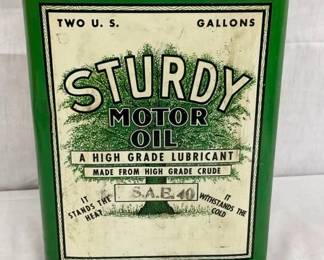 TWO U. S. GALLONS
STURDY
MOTOR
OIL
A HIGH GRADE LUBRICANT
MADE FROM HIGH GRADE CRUDE
IT
STANDS THE
HEAT
S.A.E. 40
IT
WITHSTANDS THE
COLD